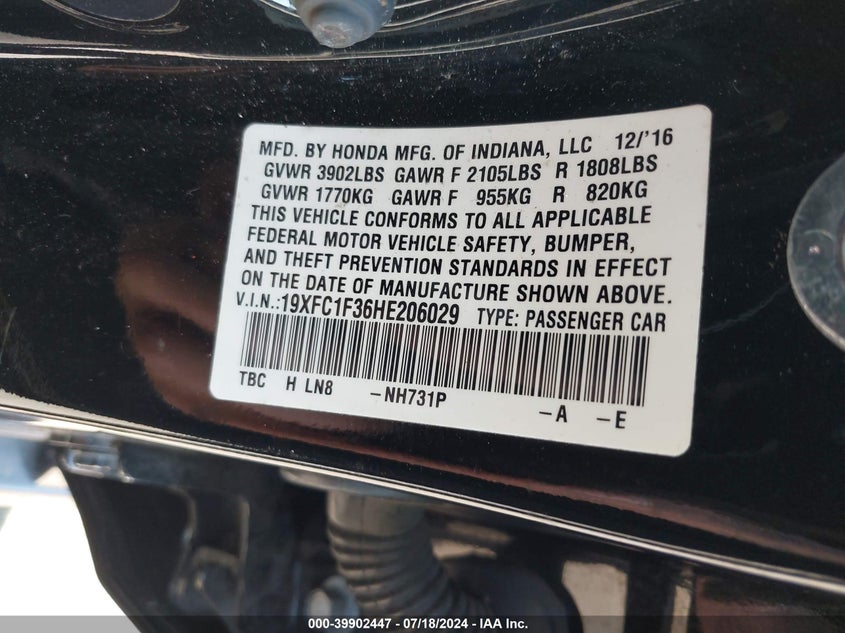 MFD. BY HONDA MFG. OF INDIANA, LLC 12/'16
GVWR 3902LBS GAWR F 2105LBS R 1808LBS
GVWR 1770KG GAWR F 955KG R 820KG
THIS VEHICLE CONFORMS TO ALL APPLICABLE
FEDERAL MOTOR VEHICLE SAFETY, BUMPER,
AND THEFT PREVENTION STANDARDS IN EFFECT
ON THE DATE OF MANUFACTURE SHOWN ABOVE.
V.I.N.:19XFC1F36HE206029 TYPE: PASSENGER CAR
TBC H LN8 -NH731P -A -E
000-39902447 - 07/18/2024 - IAA Inc.